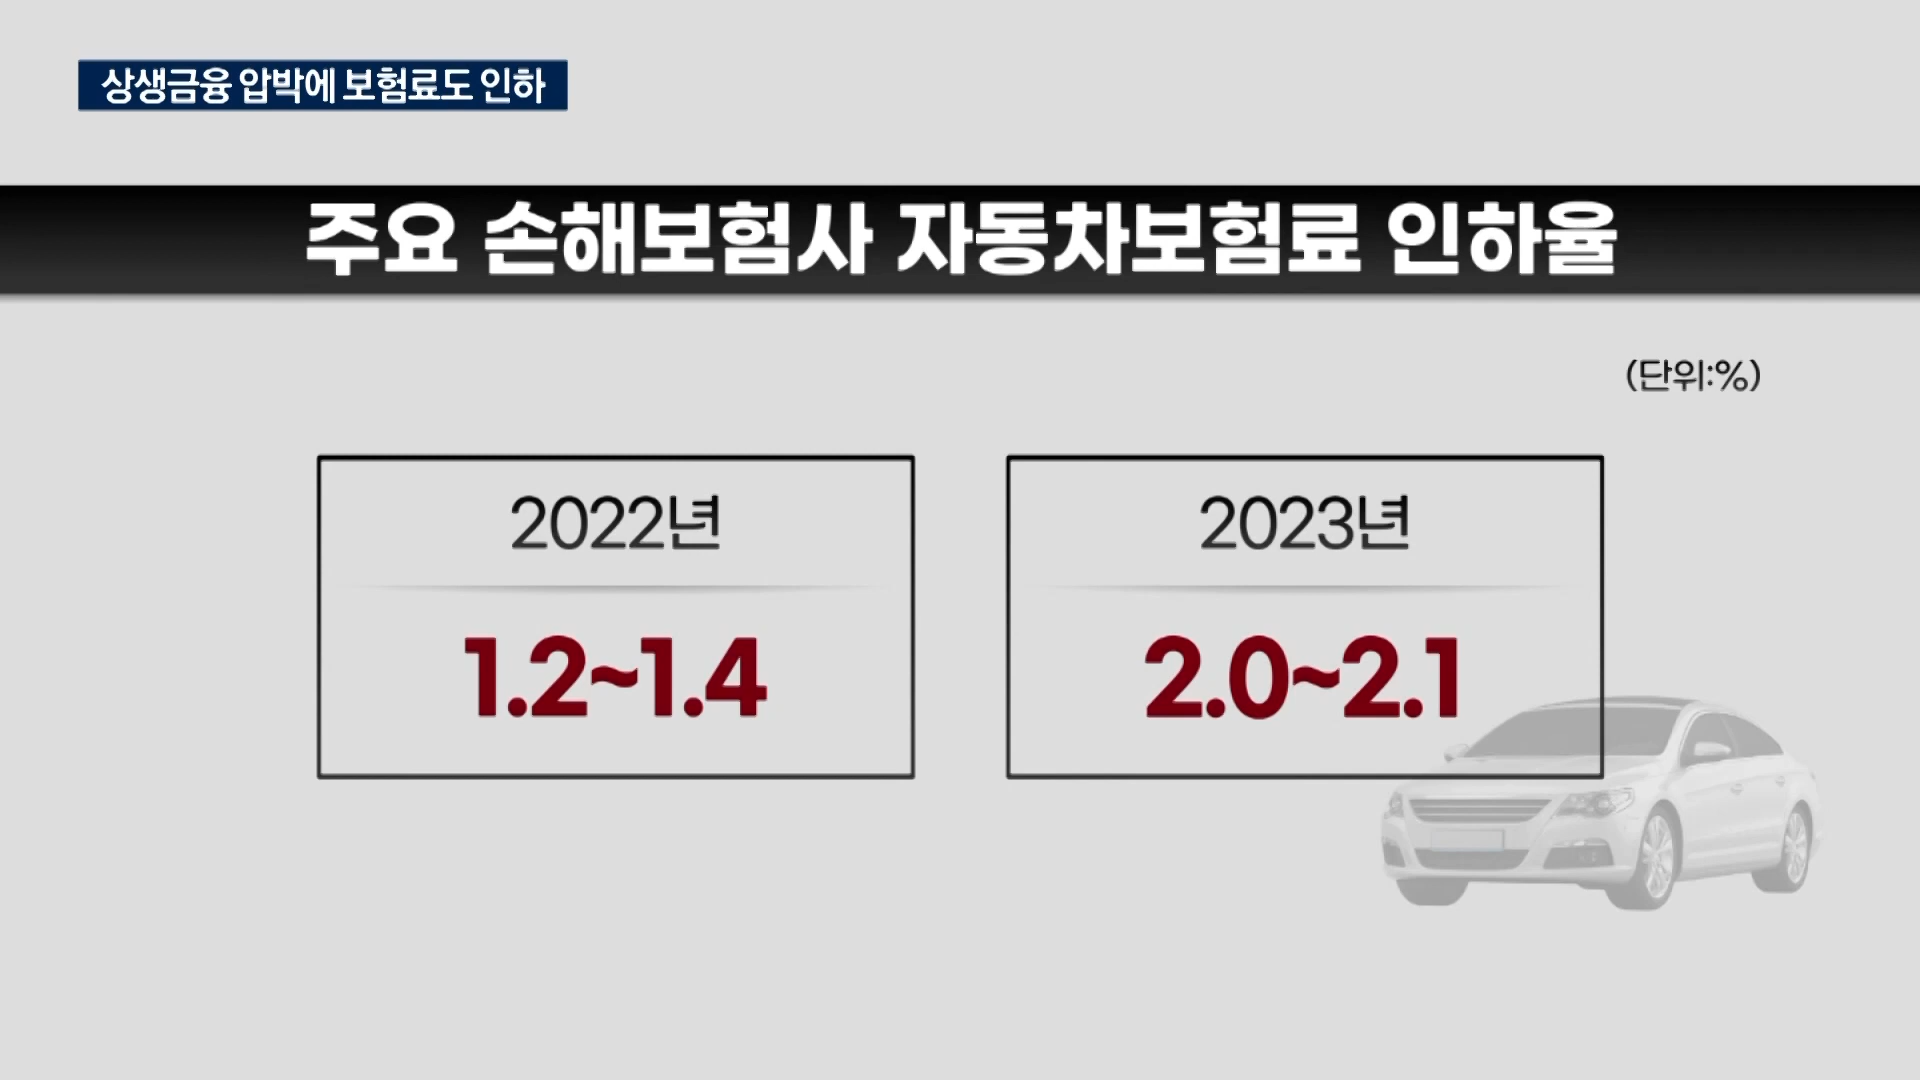 상생금융 압박에 보험료도 인하
주요 손해보험사 자동차보험료 인하율
(단위:%)
2022년
1.2~1.4
2023년
2.0~2.1